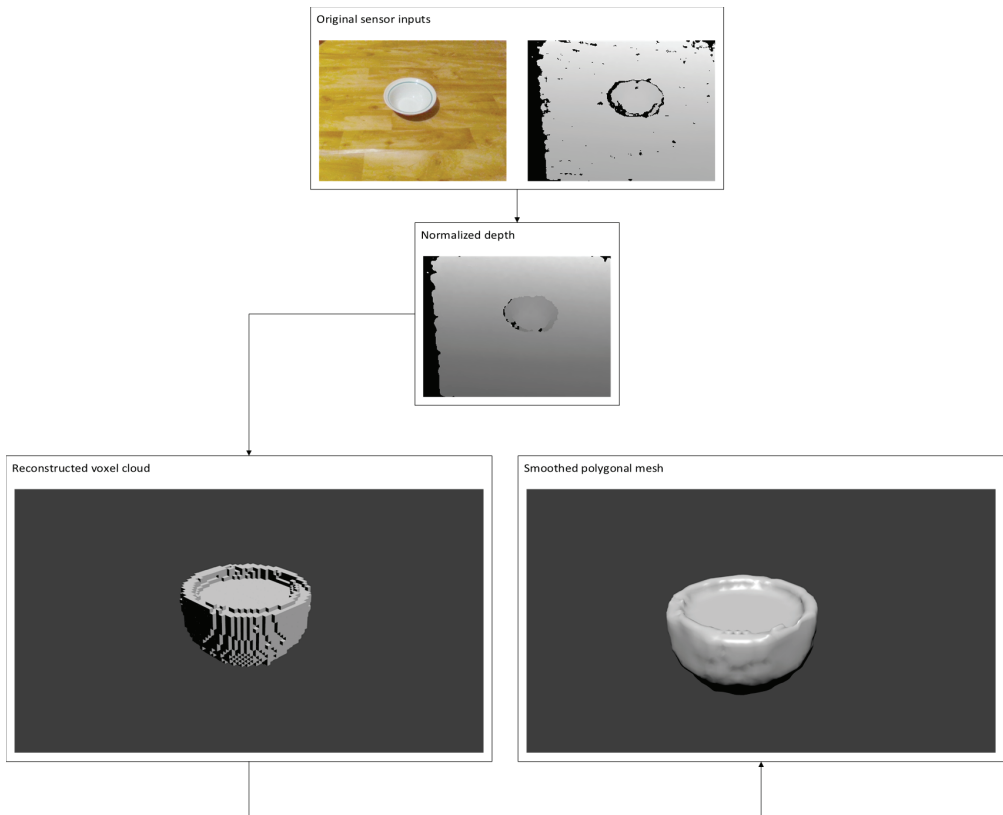 Original sensor inputs
Normalized depth
Reconstructed voxel cloud
Smoothed polygonal mesh